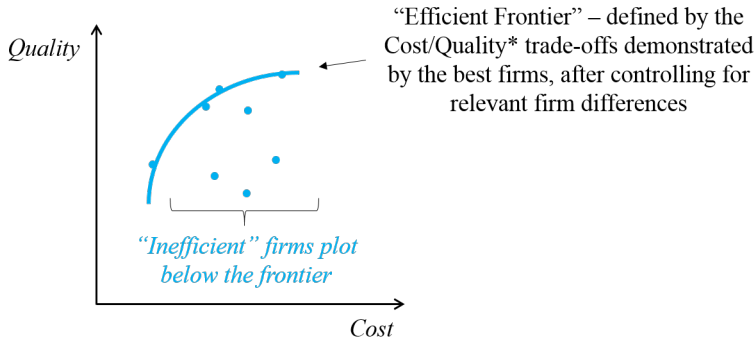 “Efficient Frontier” – defined by the
Cost/Quality* trade-offs demonstrated
by the best firms, after controlling for
relevant firm differences
Quality
“Inefficient” firms plot
below the frontier
Cost